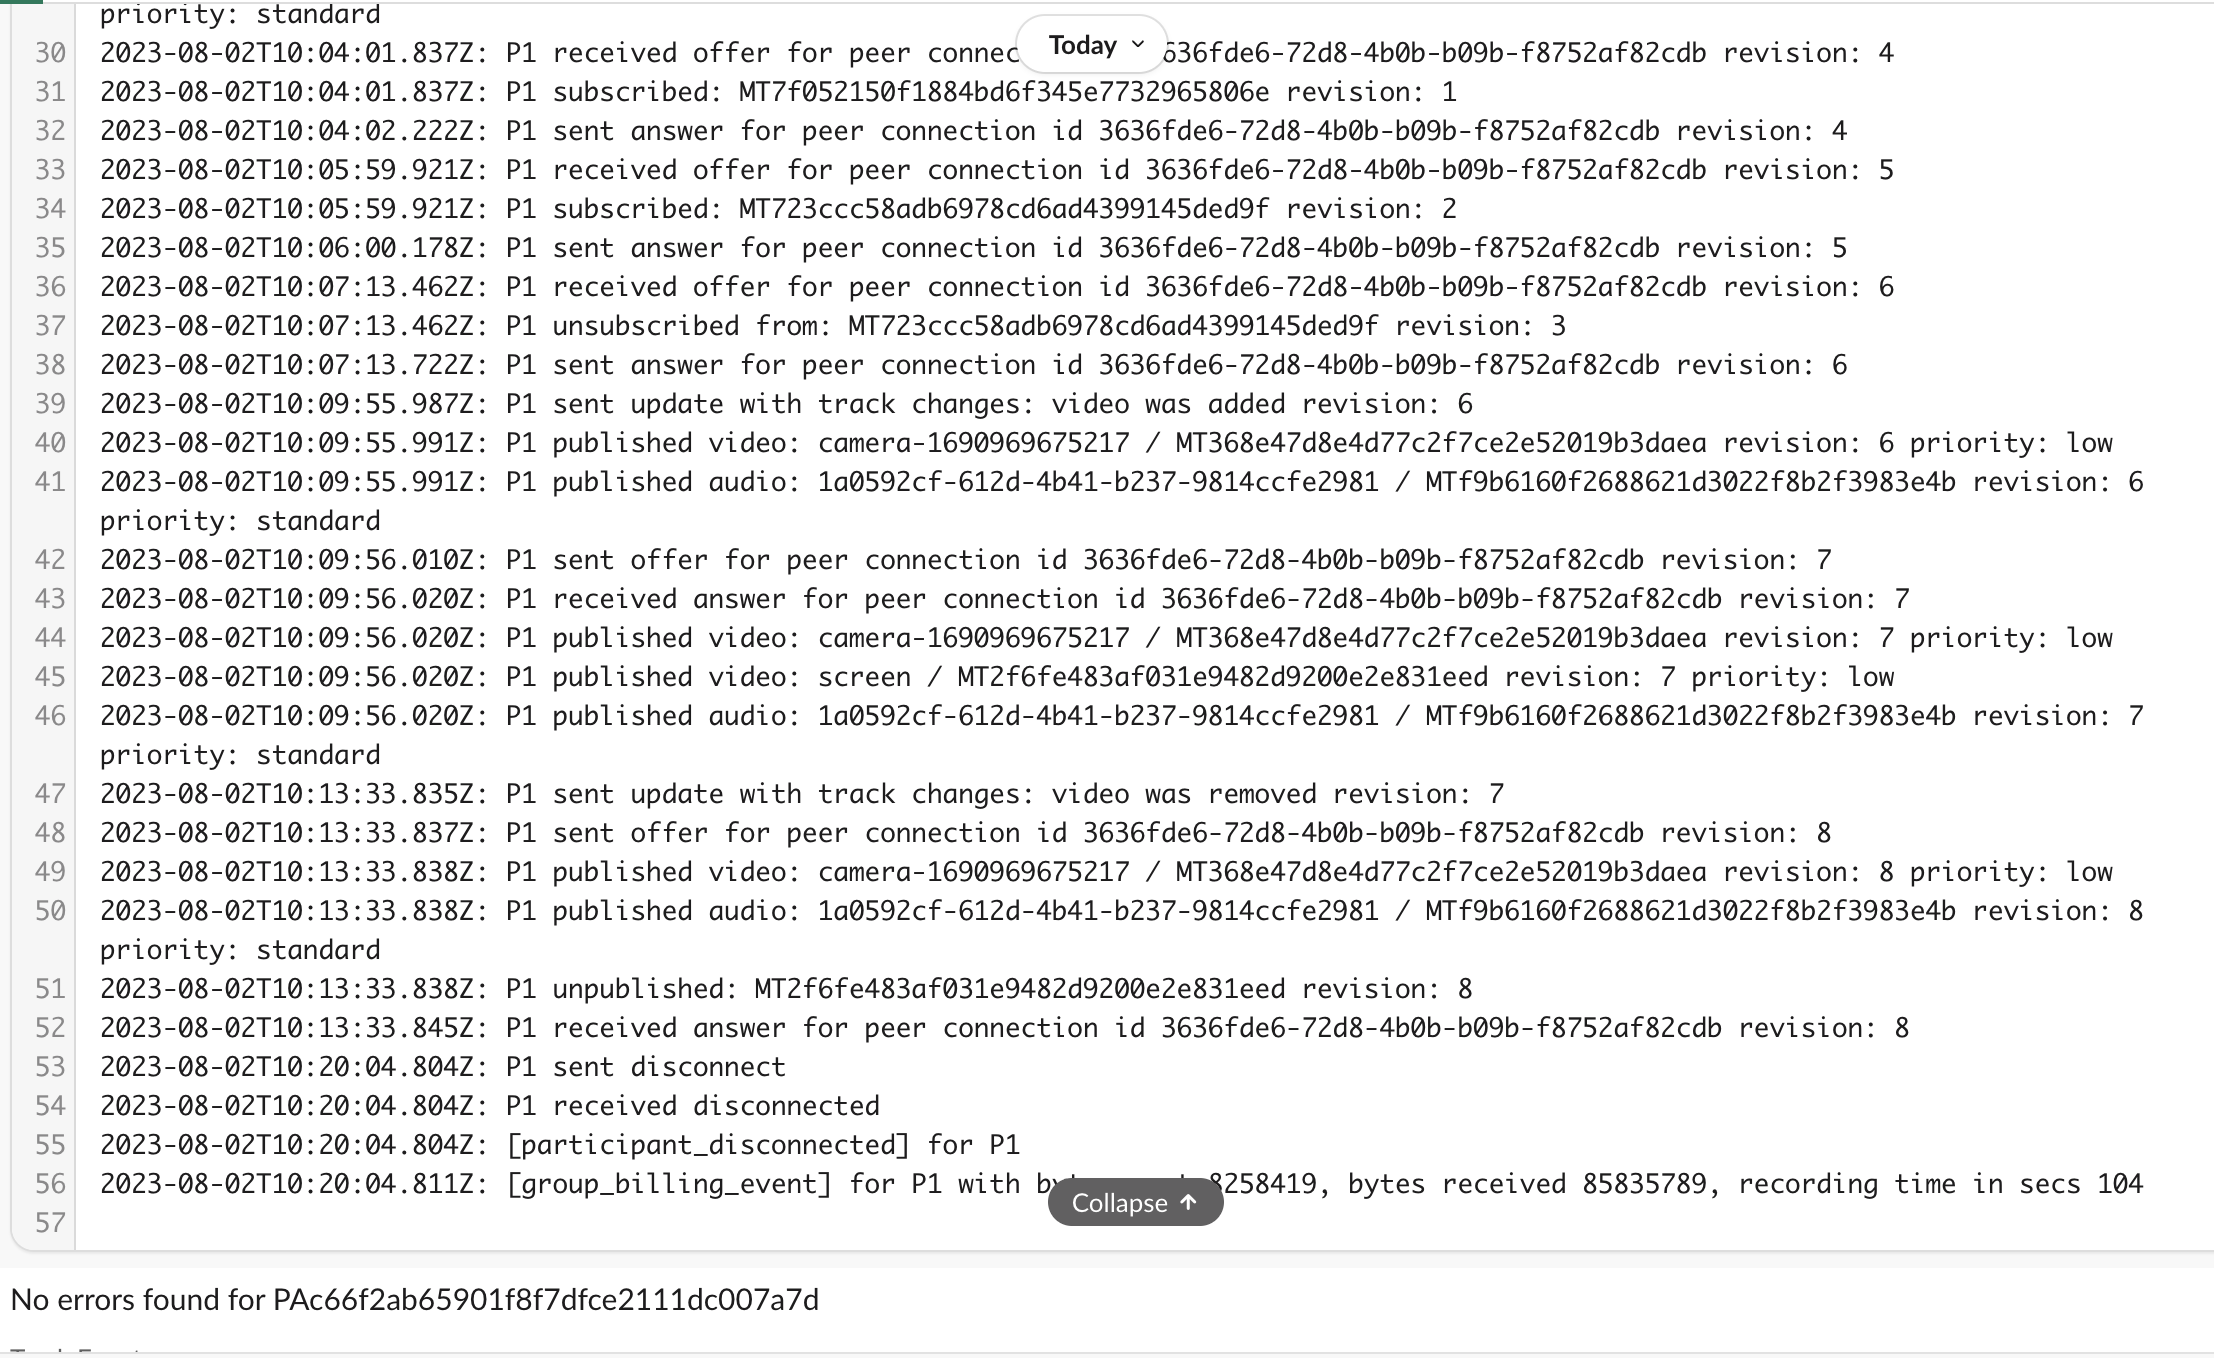 priority: standard
Today
30 2023-08-02T10:04:01.837Z: P1 received offer for peer 636fde6-72d8-4b0b-b09b-f8752af82cdb revision: 4
31 2023-08-02T10:04:01.837Z: P1 subscribed: MT7f052150f1884bd6f345e7732965806e revision: 1
32 2023-08-02T10:04:02.222Z: P1 sent answer for peer connection id 3636fde6-72d8-4b0b-b09b-f8752af82cdb revision: 4
33 2023-08-02T10:05:59.921Z: P1 received offer for peer connection id 3636fde6-72d8-4b0b-b09b-f8752af82cdb revision: 5
34 2023-08-02T10:05:59.921Z: P1 subscribed: MT723ccc58adb6978cd6ad4399145ded9f revision: 2
35 2023-08-02T10:06:00.178Z: P1 sent answer for peer connection id 3636fde6-72d8-4b0b-b09b-f8752af82cdb revision: 5
36 2023-08-02T10:07:13.462Z: P1 received offer for peer connection id 3636fde6-72d8-4b0b-b09b-f8752af82cdb revision: 6
37 2023-08-02T10:07:13.462Z: P1 unsubscribed from: MT723ccc58adb6978cd6ad4399145ded9f revision: 3
38 2023-08-02T10:07:13.722Z: P1 sent answer for peer connection id 3636fde6-72d8-4b0b-b09b-f8752af82cdb revision: 6
39 2023-08-02T10:09:55.987Z: P1 sent update with track changes: video was added revision: 6
40 2023-08-02T10:09:55.991Z: P1 published video: camera-1690969675217 / MT368e47d8e4d77c2f7ce2e52019b3daea revision: 6 priority: low
41 2023-08-02T10:09:55.991Z: P1 published audio: 1a0592cf-612d-4b41-b237-9814ccfe2981 / MTf9b6160f2688621d3022f8b2f3983e4b revision: 6
priority: standard
42 2023-08-02T10:09:56.010Z: P1 sent offer for peer connection id 3636fde6-72d8-4b0b-b09b-f8752af82cdb revision: 7
43 2023-08-02T10:09:56.020Z: P1 received answer for peer connection id 3636fde6-72d8-4b0b-b09b-f8752af82cdb revision: 7
44 2023-08-02T10:09:56.020Z: P1 published video: camera-1690969675217 / MT368e47d8e4d77c2f7ce2e52019b3daea revision: 7 priority: low
45 2023-08-02T10:09:56.020Z: P1 published video: screen / MT2f6fe483af031e9482d9200e2e831eed revision: 7 priority: low
46 2023-08-02T10:09:56.020Z: P1 published audio: 1a0592cf-612d-4b41-b237-9814ccfe2981 / MTf9b6160f2688621d3022f8b2f3983e4b revision: 7
priority: standard
47 2023-08-02T10:13:33.835Z: P1 sent update with track changes: video was removed revision: 7
48 2023-08-02T10:13:33.837Z: P1 sent offer for peer connection id 3636fde6-72d8-4b0b-b09b-f8752af82cdb revision: 8
49 2023-08-02T10:13:33.838Z: P1 published video: camera-1690969675217 / MT368e47d8e4d77c2f7ce2e52019b3daea revision: 8 priority: low
50 2023-08-02T10:13:33.838Z: P1 published audio: 1a0592cf-612d-4b41-b237-9814ccfe2981 / MTf9b6160f2688621d3022f8b2f3983e4b revision: 8
priority: standard
51 2023-08-02T10:13:33.838Z: P1 unpublished: MT2f6fe483af031e9482d9200e2e831eed revision: 8
52 2023-08-02T10:13:33.845Z: P1 received answer for peer connection id 3636fde6-72d8-4b0b-b09b-f8752af82cdb revision: 8
53 2023-08-02T10:20:04.804Z: P1 sent disconnect
54 2023-08-02T10:20:04.804Z: P1 received disconnected
55 2023-08-02T10:20:04.804Z: [participant_disconnected] for P1
56 2023-08-02T10:20:04.811Z: [group_billing_event] for P1 with 8258419, bytes received 85835789, recording time in secs 104
Collapse ↑
57
No errors found for PAc66f2ab65901f8f7dfce2111dc007a7d